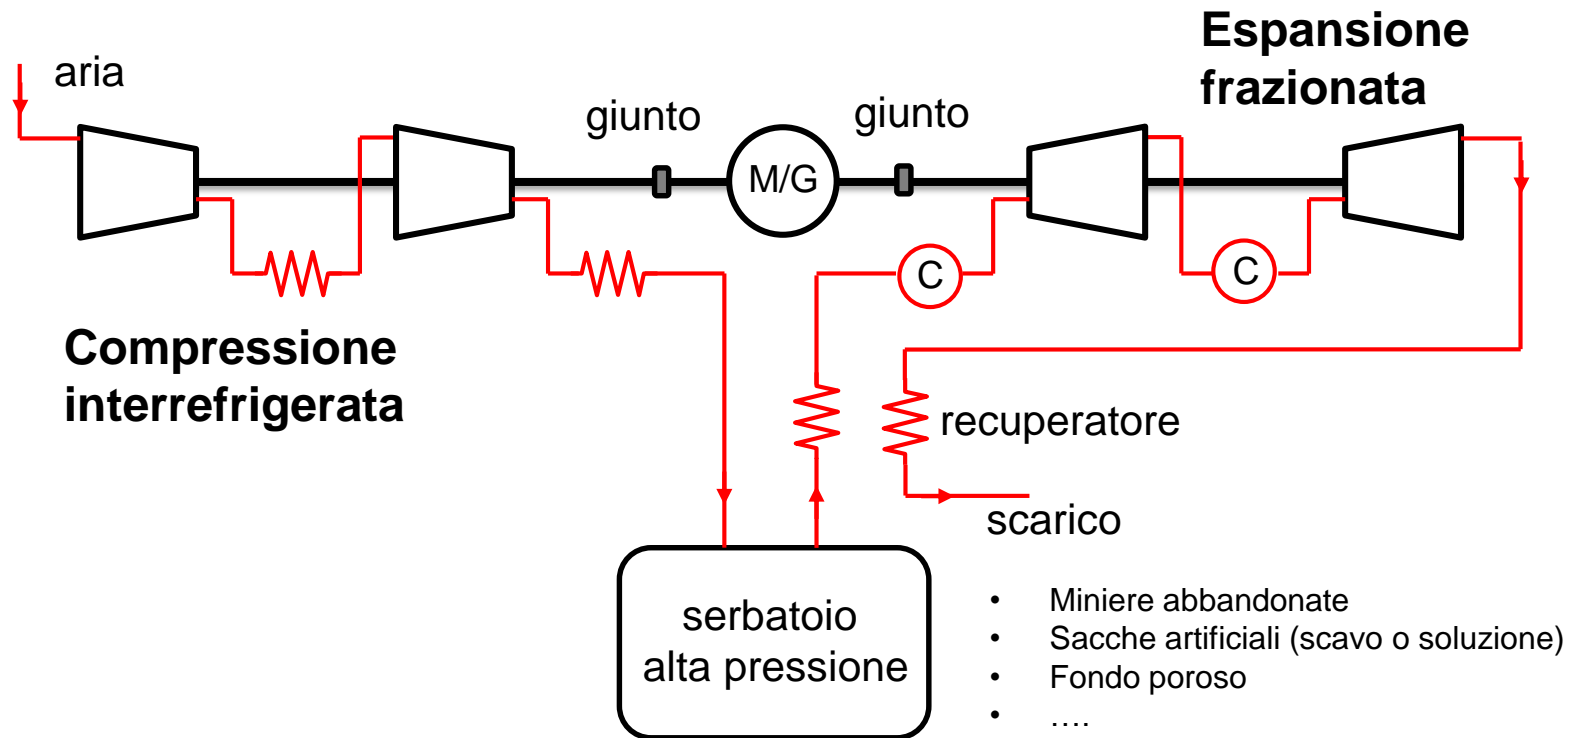 Espansione
frazionata
aria
giunto
giunto
M/G
C
C
Compressione
interrefrigerata
recuperatore
scarico
serbatoio
alta pressione
• Miniere abbandonate
• Sacche artificiali (scavo o soluzione)
• Fondo poroso
• ….